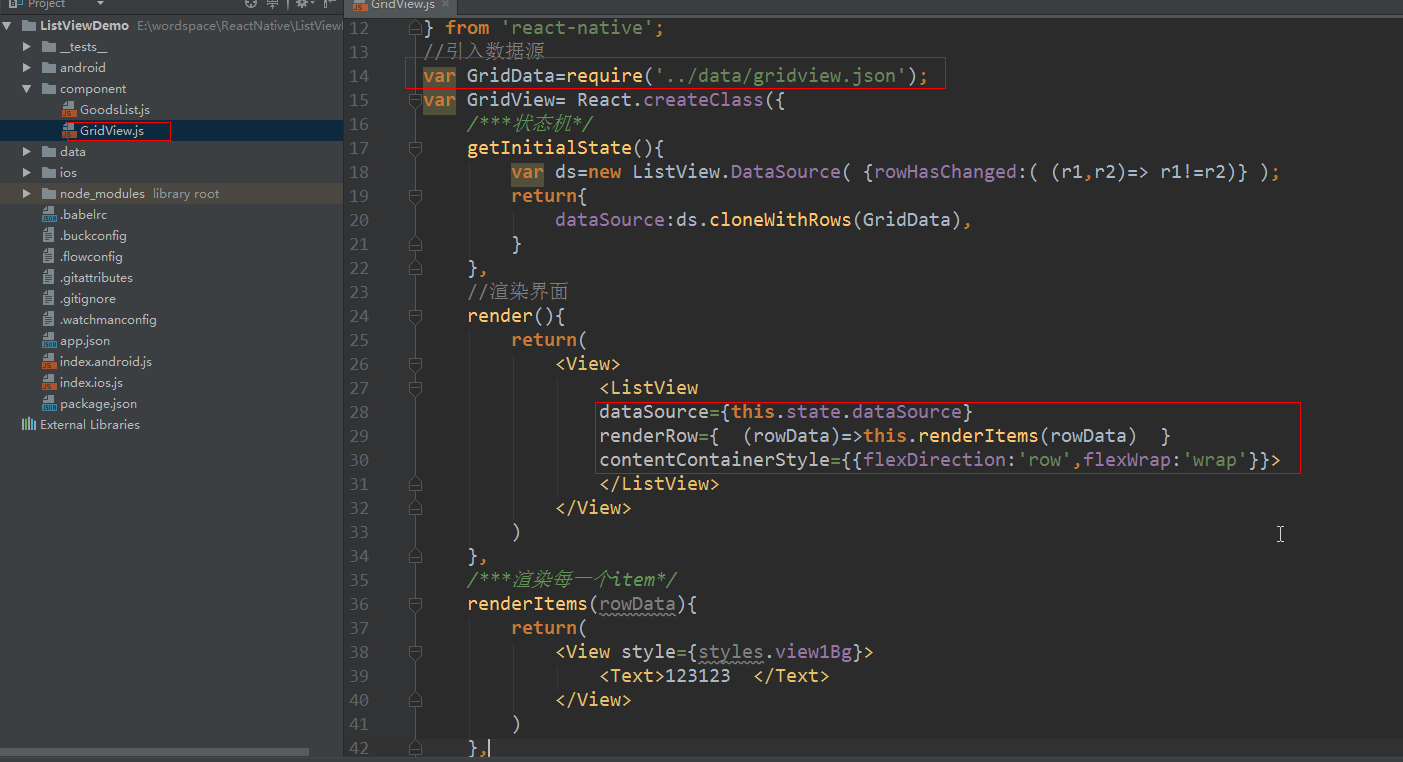 Project
ListViewDemo E:\wordspace\ReactNative\ListViewl
__tests__
android
component
GoodsList.js
GridView.js
data
ios
node_modules library root
.babelrc
.buckconfig
.flowconfig
.gitattributes
.gitignore
.watchmanconfig
app.json
index.android.js
index.ios.js
package.json
External Libraries
GridView.js
12 } from 'react-native';
13 //引入数据源
14 var GridData=require('../data/gridview.json');
15 var GridView= React.createClass({
16 /***状态机*/
17 getInitialState(){
18 var ds=new ListView.DataSource( {rowHasChanged:( (r1,r2)=> r1!=r2)} );
19 return{
20 dataSource:ds.cloneWithRows(GridData),
21 }
22 },
23 //渲染界面
24 render(){
25 return(
26 <View>
27 <ListView
28 dataSource={this.state.dataSource}
29 renderRow={ (rowData)=>this.renderItems(rowData) }
30 contentContainerStyle={{flexDirection:'row',flexWrap:'wrap'}}>
31 </ListView>
32 </View>
33 )
34 },
35 /***渲染每一个item*/
36 renderItems(rowData){
37 return(
38 <View style={styles.view1Bg}>
39 <Text>123123 </Text>
40 </View>
41 )
42 },